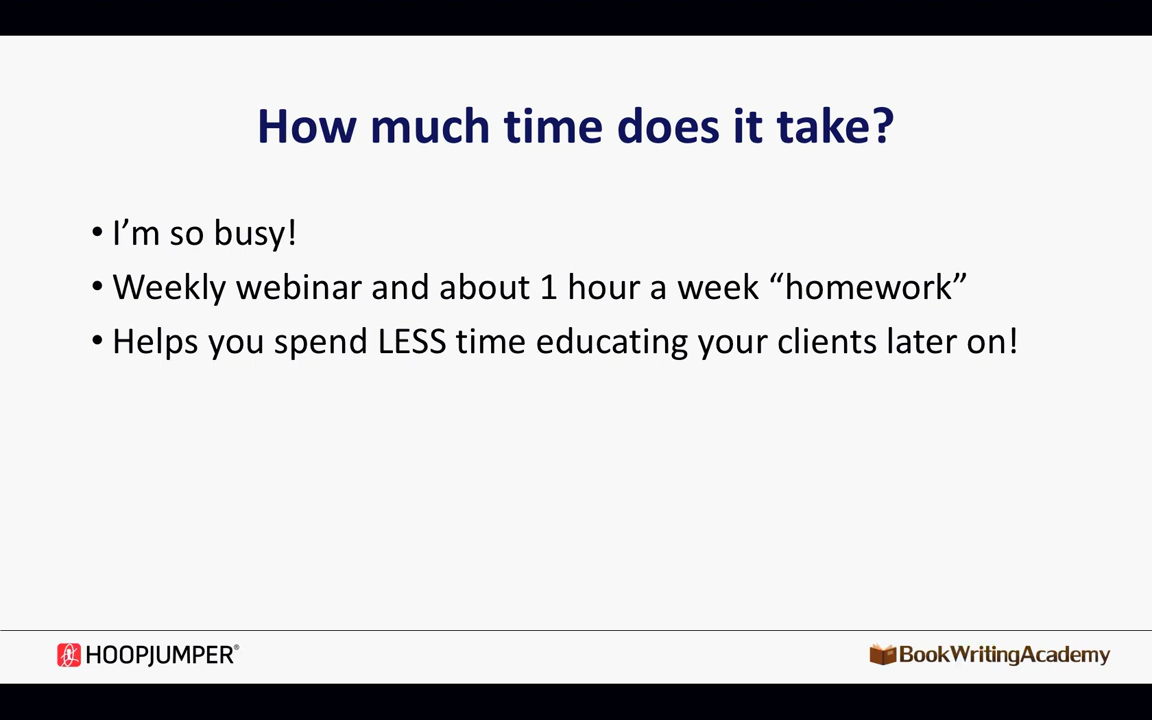 How much time does it take?
• I’m so busy!
• Weekly webinar and about 1 hour a week “homework”
• Helps you spend LESS time educating your clients later on!
HOOPJUMPER®
BookWritingAcademy